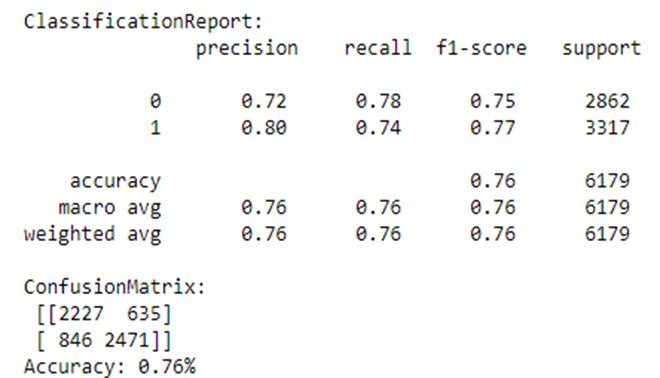 ClassificationReport:
precision recall f1-score support
0 0.72 0.78 0.75 2862
1 0.80 0.74 0.77 3317
accuracy 0.76 6179
macro avg 0.76 0.76 0.76 6179
weighted avg 0.76 0.76 0.76 6179
ConfusionMatrix:
[[2227 635]
[ 846 2471]]
Accuracy: 0.76%